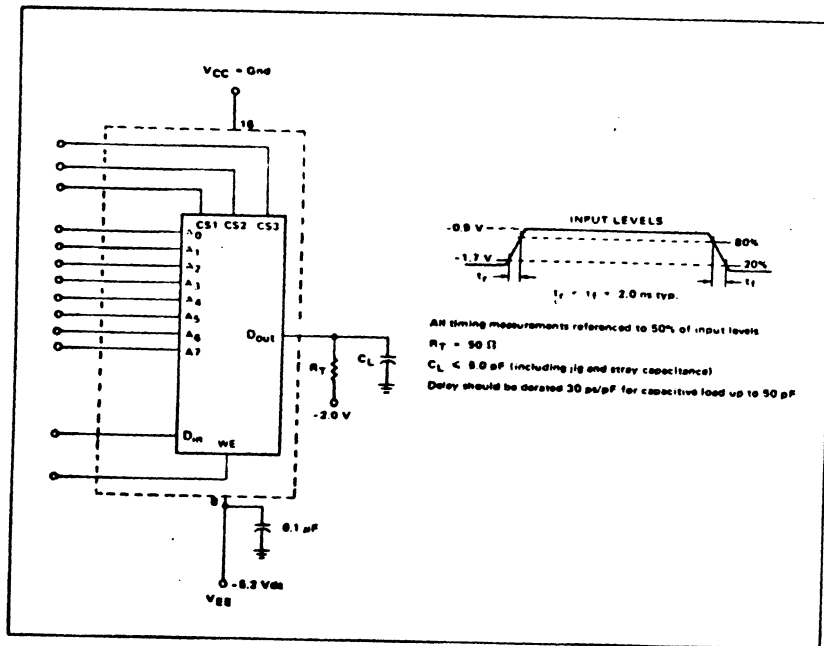 VCC = Gnd
16
CS1 CS2 CS3
A0
A1
A2
A3
A4
A5
A6
A7
Dout
Din
WE
RT
CL
-2.0 V
8
0.1 µF
-5.2 Vdc
VEE
INPUT LEVELS
-0.9 V
80%
-1.7 V
20%
tr
tf
tr = tf = 2.0 ns typ.
All timing measurements referenced to 50% of input levels
RT = 50 Ω
CL < 5.0 pF (including jig and stray capacitance)
Delay should be derated 30 ps/pF for capacitive load up to 50 pF